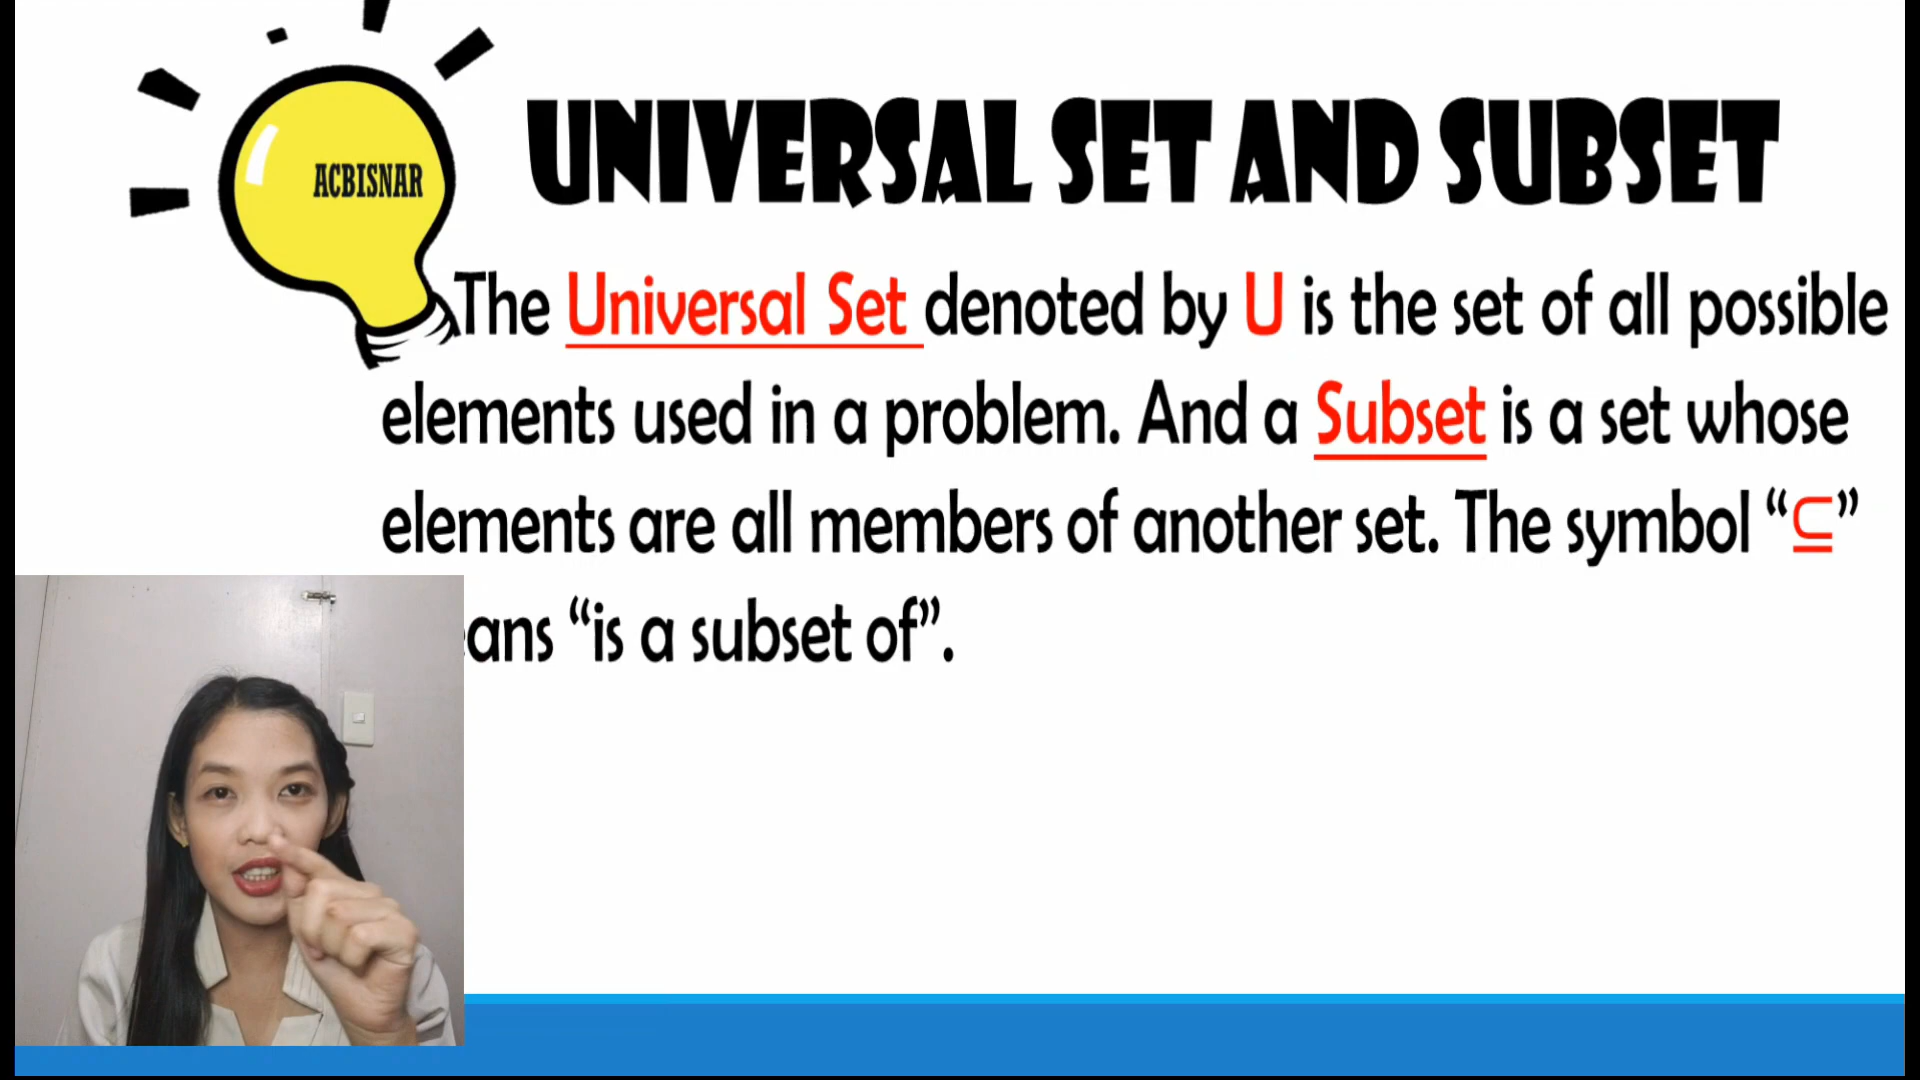 ACBISNAR
UNIVERSAL SET AND SUBSET
The Universal Set denoted by U is the set of all possible
elements used in a problem. And a Subset is a set whose
elements are all members of another set. The symbol “⊆”
eans “is a subset of”.